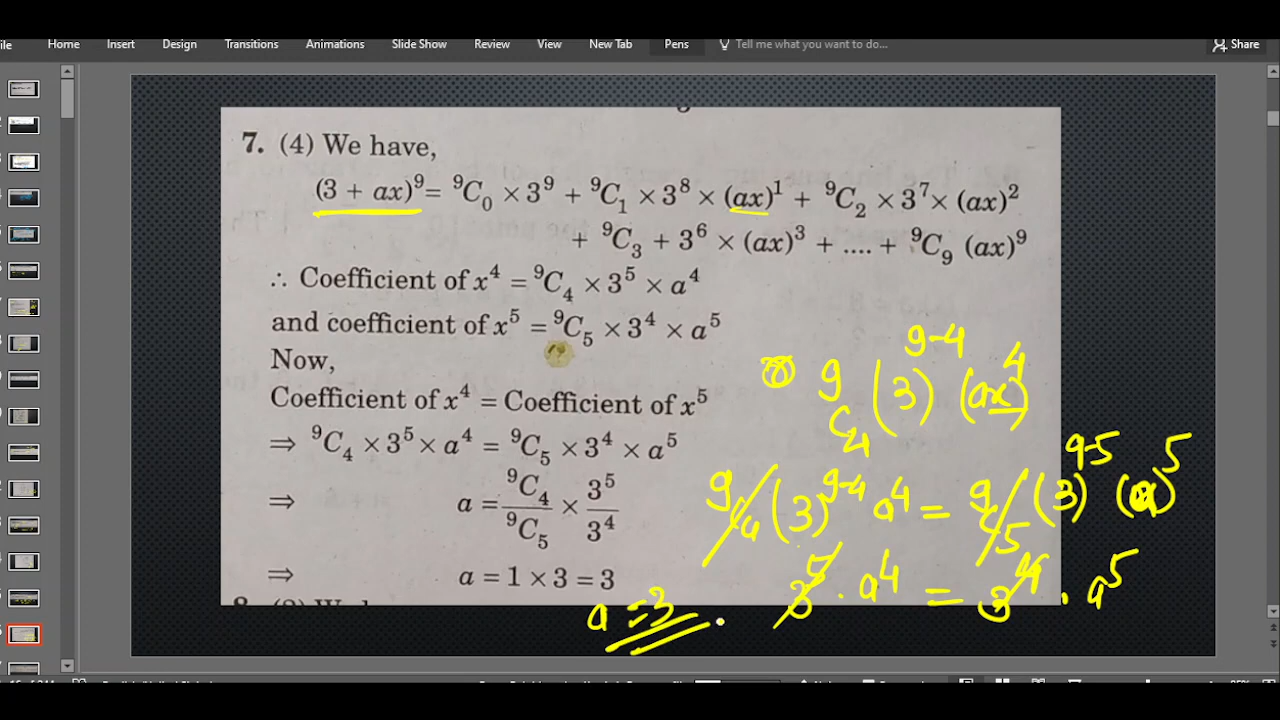 File Home Insert Design Transitions Animations Slide Show Review View New Tab Pens Tell me what you want to do... Share
7. (4) We have,
(3 + ax)⁹ = ⁹C₀ × 3⁹ + ⁹C₁ × 3⁸ × (ax)¹ + ⁹C₂ × 3⁷ × (ax)²
+ ⁹C₃ + 3⁶ × (ax)³ + .... + ⁹C₉ (ax)⁹
∴ Coefficient of x⁴ = ⁹C₄ × 3⁵ × a⁴
and coefficient of x⁵ = ⁹C₅ × 3⁴ × a⁵
Now,
Coefficient of x⁴ = Coefficient of x⁵
⇒ ⁹C₄ × 3⁵ × a⁴ = ⁹C₅ × 3⁴ × a⁵
⇒ a = ⁹C₄/⁹C₅ × 3⁵/3⁴
⇒ a = 1 × 3 = 3
⁹C₄ (3)⁹⁻⁴ (ax)⁴
⁹C₄ (3)⁹⁻⁴ a⁴ = ⁹C₅ (3)⁹⁻⁵ (a)⁵
3⁵ . a⁴ = 3⁴ . a⁵
a = 3 .